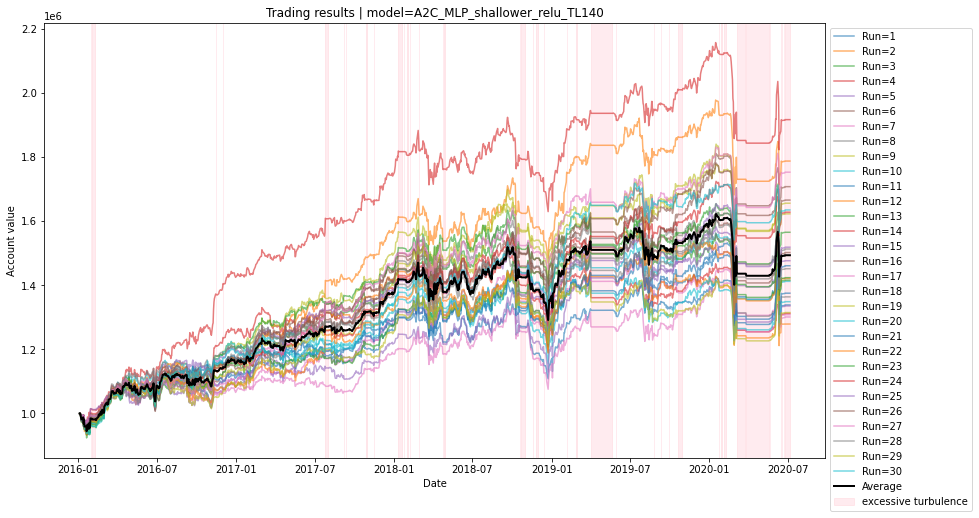 Trading results | model=A2C_MLP_shallower_relu_TL140
1e6
2.2
2.0
1.8
1.6
1.4
1.2
1.0
Account value
2016-01 2016-07 2017-01 2017-07 2018-01 2018-07 2019-01 2019-07 2020-01 2020-07
Date
Run=1
Run=2
Run=3
Run=4
Run=5
Run=6
Run=7
Run=8
Run=9
Run=10
Run=11
Run=12
Run=13
Run=14
Run=15
Run=16
Run=17
Run=18
Run=19
Run=20
Run=21
Run=22
Run=23
Run=24
Run=25
Run=26
Run=27
Run=28
Run=29
Run=30
Average
excessive turbulence